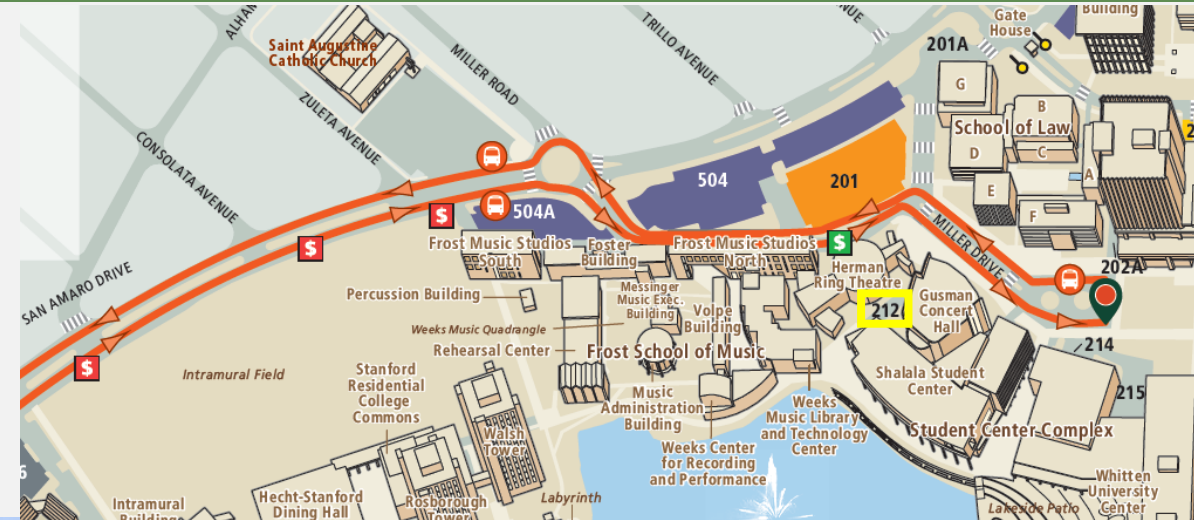 Gate
House
Building
ALHAM
TRILLO AVENUE
NUE
201A
Saint Augustine
Catholic Church
MILLER ROAD
G
B
School of Law
ZULETA AVENUE
D
C
A
2
CONSOLATA AVENUE
504
201
E
F
$
504A
$
Frost Music Studios
South
Foster
Building
Frost Music Studios
North
$
MILLER DRIVE
202A
Herman
Ring Theatre
SAN AMARO DRIVE
Percussion Building
Messinger
Music Exec.
Building
Volpe
Building
212
Gusman
Concert
Hall
Weeks Music Quadrangle
Rehearsal Center
Frost School of Music
214
$
Intramural Field
Stanford
Residential
College
Commons
Shalala Student
Center
215
Music
Administration
Building
Weeks
Music Library
and Technology
Center
Student Center Complex
Walsh
Tower
Weeks Center
for Recording
and Performance
6
Whitten
University
Center
Intramural
Hecht-Stanford
Dining Hall
Rosborough
Tower
Labyrinth
Lakeside Patio